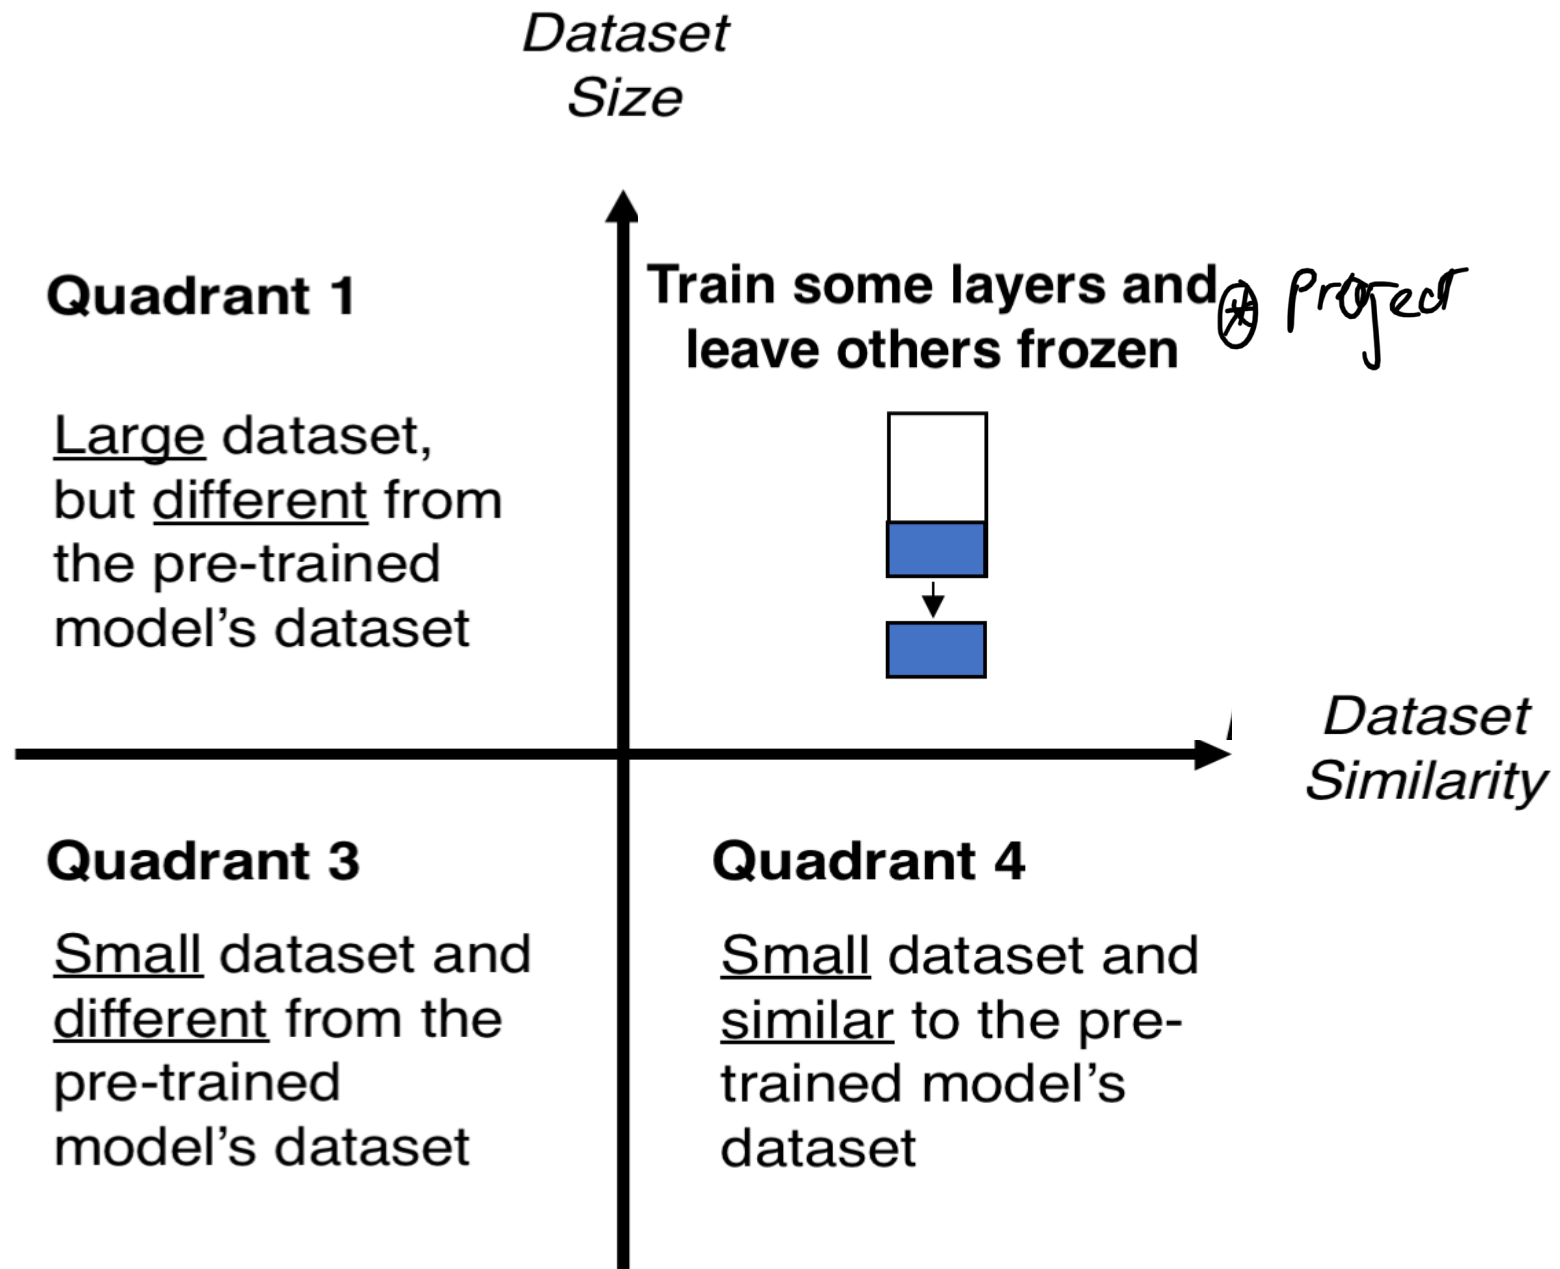 Dataset
Size
Quadrant 1
Large dataset,
but different from
the pre-trained
model’s dataset
Train some layers and
leave others frozen
Project
Dataset
Similarity
Quadrant 3
Small dataset and
different from the
pre-trained
model’s dataset
Quadrant 4
Small dataset and
similar to the pre-
trained model’s
dataset